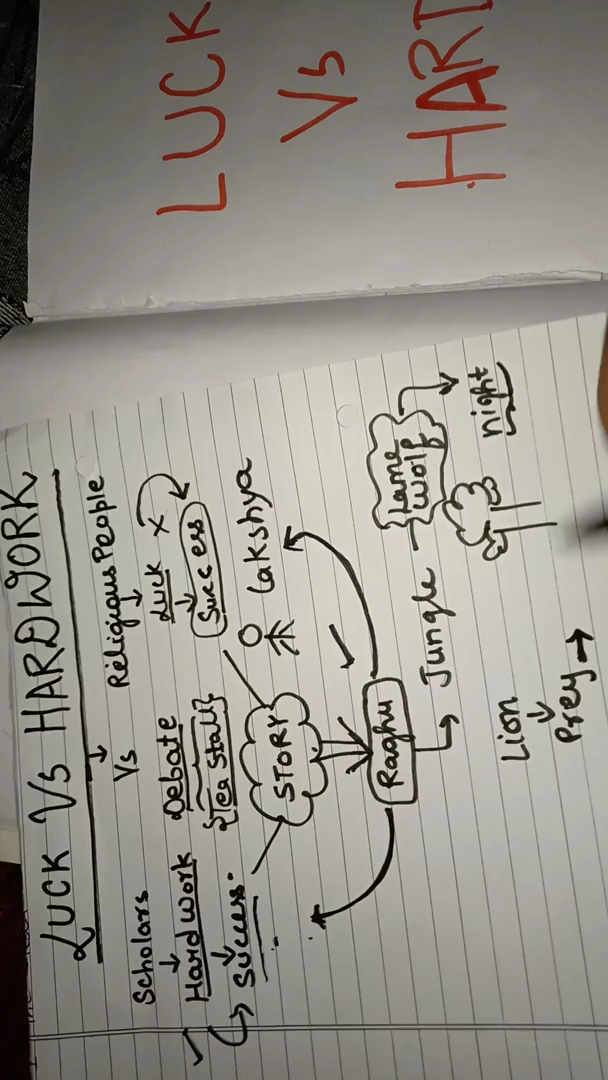 LUCK
Vs
HARD
LUCK Vs HARDWORK
Scholars Vs Religious People
Hardwork Debate Luck x
Success. {Tea Stall} Success
STORY Lakshya
Raghu
Jungle Lame
wolf
Lion night
Prey